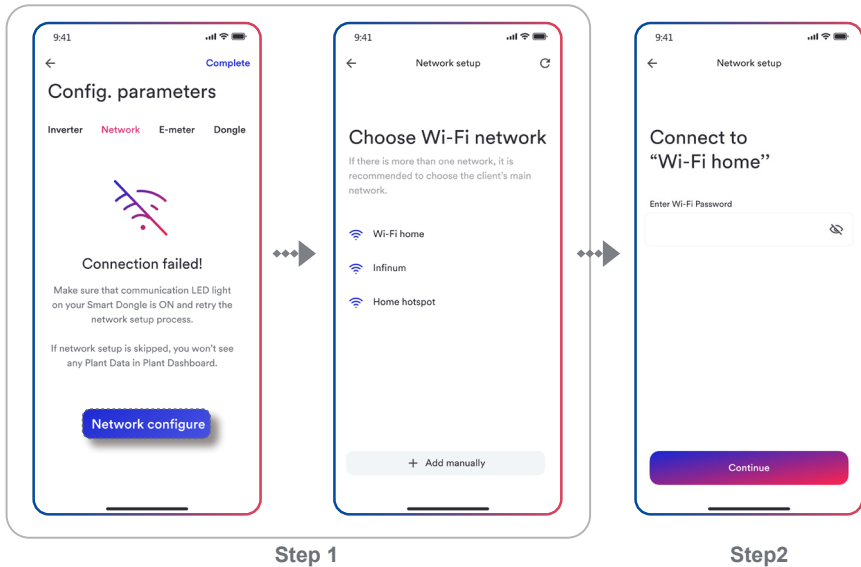 9:41
Complete
Config. parameters
Inverter Network E-meter Dongle
Connection failed!
Make sure that communication LED light
on your Smart Dongle is ON and retry the
network setup process.
If network setup is skipped, you won't see
any Plant Data in Plant Dashboard.
Network configure
9:41
Network setup
Choose Wi-Fi network
If there is more than one network, it is
recommended to choose the client's main
network.
Wi-Fi home
Infinum
Home hotspot
+ Add manually
Step 1
9:41
Network setup
Connect to
“Wi-Fi home’’
Enter Wi-Fi Password
Continue
Step2